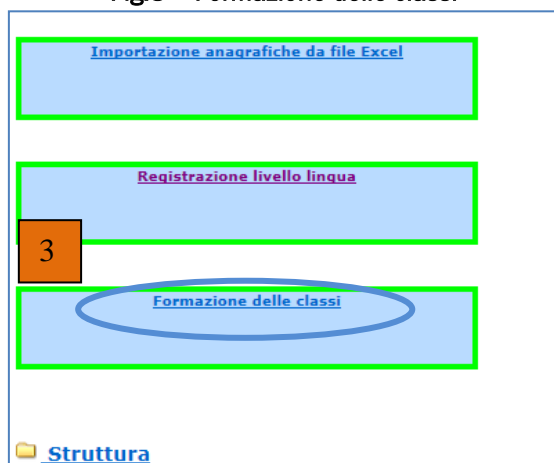 Importazione anagrafiche da file Excel
Registrazione livello lingua
3
Formazione delle classi
Struttura